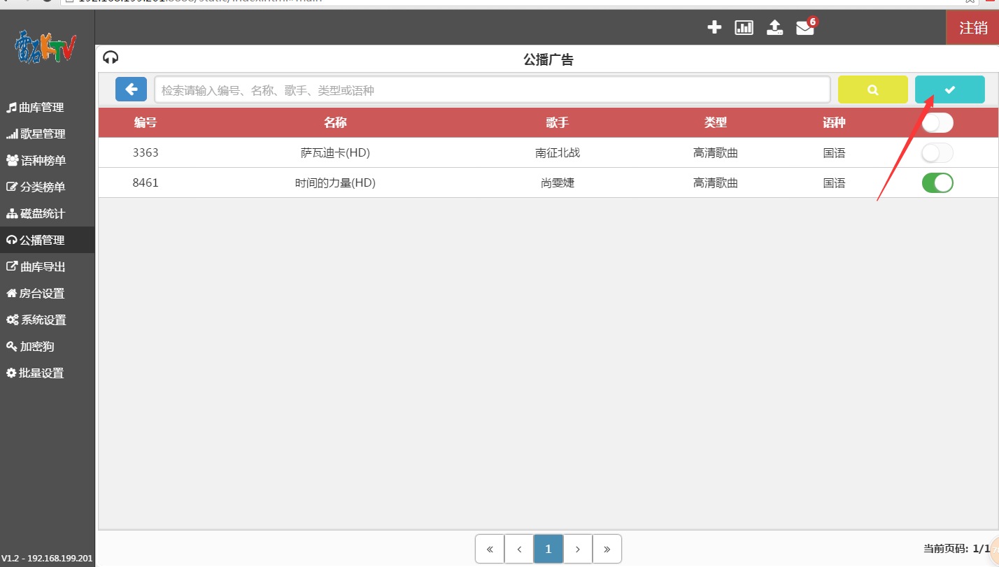 雷石KTV
6
注销
公播广告
检索请输入编号、名称、歌手、类型或语种
编号 名称 歌手 类型 语种
3363 萨瓦迪卡(HD) 南征北战 高清歌曲 国语
8461 时间的力量(HD) 尚雯婕 高清歌曲 国语
曲库管理
歌星管理
语种榜单
分类榜单
磁盘统计
公播管理
曲库导出
房台设置
系统设置
加密狗
批量设置
« ‹ 1 › »
当前页码: 1/1
V1.2 - 192.168.199.201